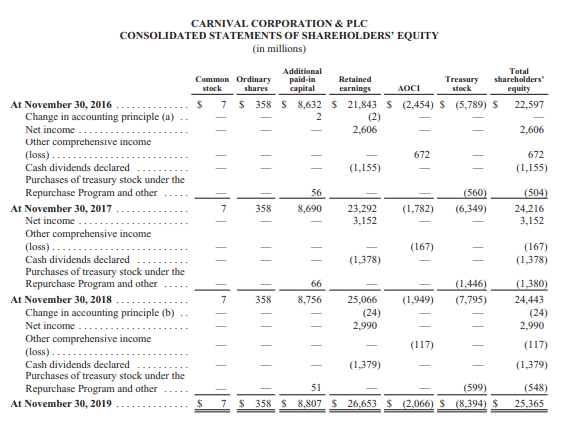 CARNIVAL CORPORATION & PLC
CONSOLIDATED STATEMENTS OF SHAREHOLDERS' EQUITY
(in millions)
Additional Total
Common Ordinary paid-in Retained Treasury shareholders'
stock shares capital earnings AOCI stock equity
At November 30, 2016 . . . . . . . . . . . . . . $ 7 $ 358 $ 8,632 $ 21,843 $ (2,454) $ (5,789) $ 22,597
Change in accounting principle (a) . . — — 2 (2) — — —
Net income . . . . . . . . . . . . . . . . . . . — — — 2,606 — — 2,606
Other comprehensive income
(loss) . . . . . . . . . . . . . . . . . . . . . . . — — — — 672 — 672
Cash dividends declared . . . . . . . . . — — — (1,155) — — (1,155)
Purchases of treasury stock under the
Repurchase Program and other . . . . . — — 56 — — (560) (504)
At November 30, 2017 . . . . . . . . . . . . . . 7 358 8,690 23,292 (1,782) (6,349) 24,216
Net income . . . . . . . . . . . . . . . . . . . — — — 3,152 — — 3,152
Other comprehensive income
(loss) . . . . . . . . . . . . . . . . . . . . . . . — — — — (167) — (167)
Cash dividends declared . . . . . . . . . — — — (1,378) — — (1,378)
Purchases of treasury stock under the
Repurchase Program and other . . . . . — — 66 — — (1,446) (1,380)
At November 30, 2018 . . . . . . . . . . . . . . 7 358 8,756 25,066 (1,949) (7,795) 24,443
Change in accounting principle (b) . . — — — (24) — — (24)
Net income . . . . . . . . . . . . . . . . . . . — — — 2,990 — — 2,990
Other comprehensive income
(loss) . . . . . . . . . . . . . . . . . . . . . . . — — — — (117) — (117)
Cash dividends declared . . . . . . . . . — — — (1,379) — — (1,379)
Purchases of treasury stock under the
Repurchase Program and other . . . . . — — 51 — — (599) (548)
At November 30, 2019 . . . . . . . . . . . . . . $ 7 $ 358 $ 8,807 $ 26,653 $ (2,066) $ (8,394) $ 25,365